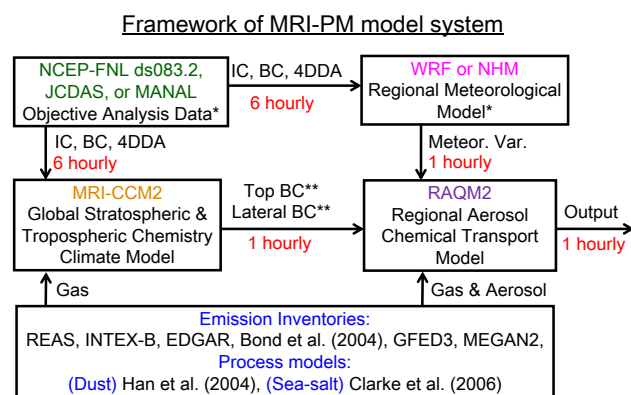 Framework of MRI-PM model system
NCEP-FNL ds083.2,
JCDAS, or MANAL
Objective Analysis Data*
IC, BC, 4DDA
6 hourly
WRF or NHM
Regional Meteorological
Model*
IC, BC, 4DDA
6 hourly
Meteor. Var.
1 hourly
MRI-CCM2
Global Stratospheric &
Tropospheric Chemistry
Climate Model
Top BC**
Lateral BC**
1 hourly
RAQM2
Regional Aerosol
Chemical Transport
Model
Output
1 hourly
Gas
Gas & Aerosol
Emission Inventories:
REAS, INTEX-B, EDGAR, Bond et al. (2004), GFED3, MEGAN2,
Process models:
(Dust) Han et al. (2004), (Sea-salt) Clarke et al. (2006)